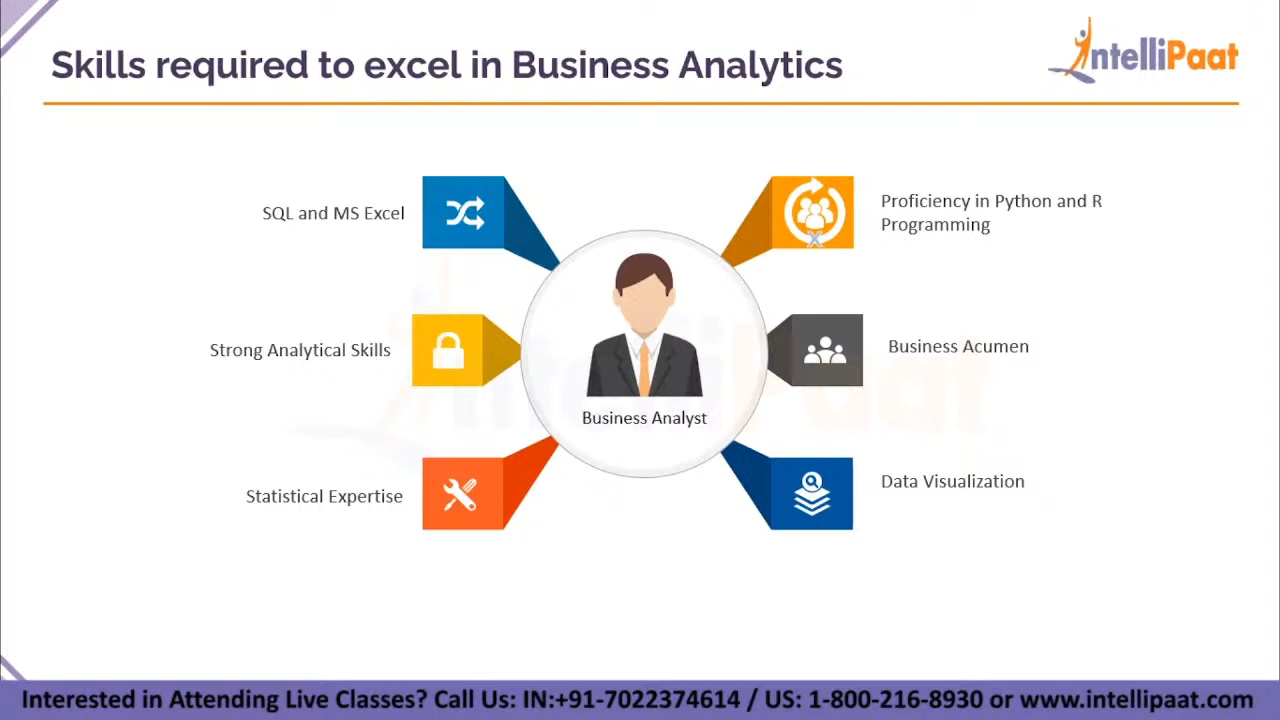 Skills required to excel in Business Analytics
IntelliPaat
SQL and MS Excel
Proficiency in Python and R
Programming
Strong Analytical Skills
Business Acumen
Business Analyst
Statistical Expertise
Data Visualization
Interested in Attending Live Classes? Call Us: IN:+91-7022374614 / US: 1-800-216-8930 or www.intellipaat.com